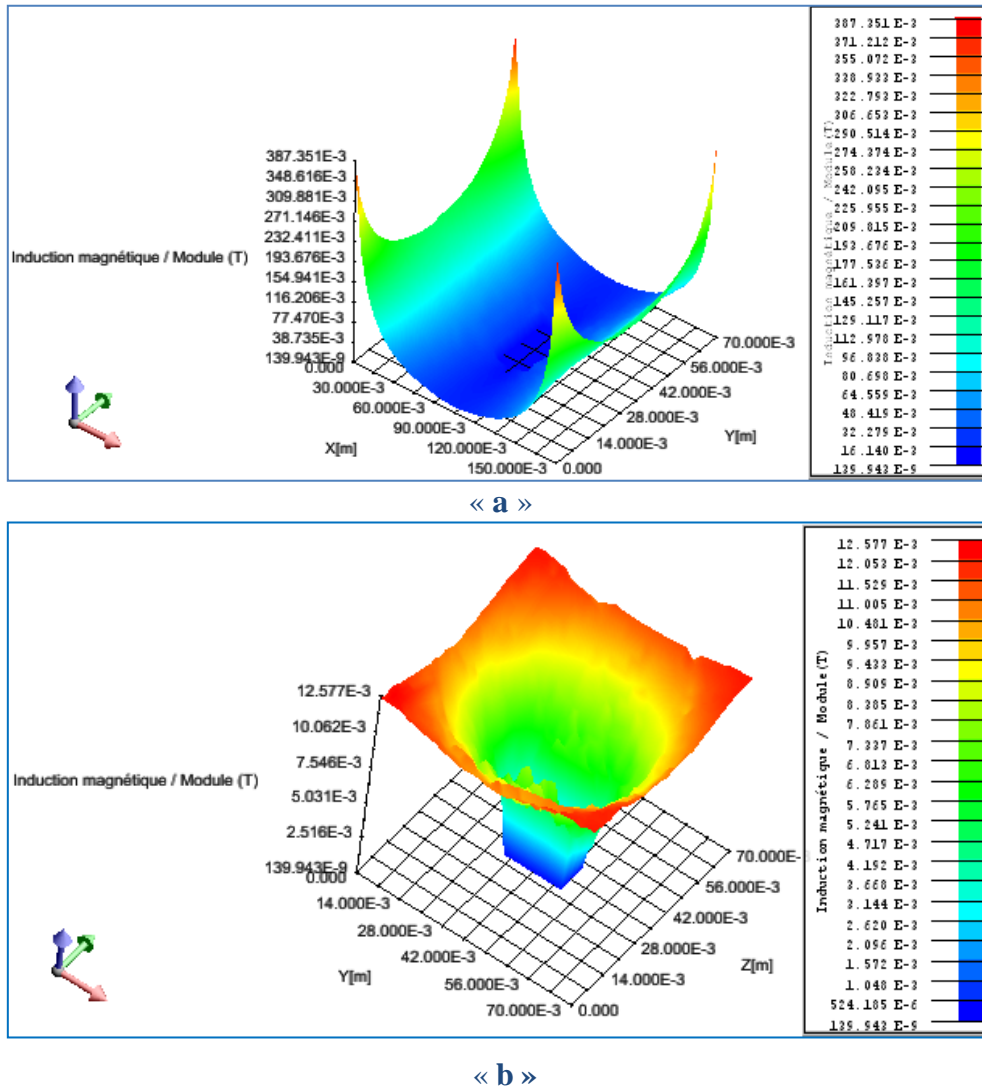 387.351E-3
348.616E-3
309.881E-3
271.146E-3
232.411E-3
193.676E-3
154.941E-3
116.206E-3
77.470E-3
38.735E-3
139.943E-9
Induction magnétique / Module (T)
0.000
30.000E-3
60.000E-3
90.000E-3
120.000E-3
150.000E-3
X[m]
0.000
14.000E-3
28.000E-3
42.000E-3
56.000E-3
70.000E-3
Y[m]
387.351 E-3
371.212 E-3
355.072 E-3
338.933 E-3
322.793 E-3
306.653 E-3
290.514 E-3
274.374 E-3
258.234 E-3
242.095 E-3
225.955 E-3
209.815 E-3
193.676 E-3
177.536 E-3
161.397 E-3
145.257 E-3
129.117 E-3
112.978 E-3
96.838 E-3
80.698 E-3
64.559 E-3
48.419 E-3
32.279 E-3
16.140 E-3
139.943 E-9
Induction magnétique / Module (T)
« a »
12.577E-3
10.062E-3
7.546E-3
5.031E-3
2.516E-3
139.943E-9
Induction magnétique / Module (T)
0.000
14.000E-3
28.000E-3
42.000E-3
56.000E-3
70.000E-3
Y[m]
0.000
14.000E-3
28.000E-3
42.000E-3
56.000E-3
70.000E-
Z[m]
12.577 E-3
12.053 E-3
11.529 E-3
11.005 E-3
10.481 E-3
9.957 E-3
9.433 E-3
8.909 E-3
8.385 E-3
7.861 E-3
7.337 E-3
6.813 E-3
6.289 E-3
5.765 E-3
5.241 E-3
4.717 E-3
4.192 E-3
3.668 E-3
3.144 E-3
2.620 E-3
2.096 E-3
1.572 E-3
1.048 E-3
524.185 E-6
139.943 E-9
Induction magnétique / Module (T)
« b »